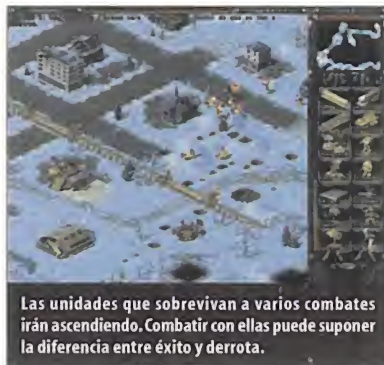 Las unidades que sobrevivan a varios combates
irán ascendiendo. Combatir con ellas puede suponer
la diferencia entre éxito y derrota.